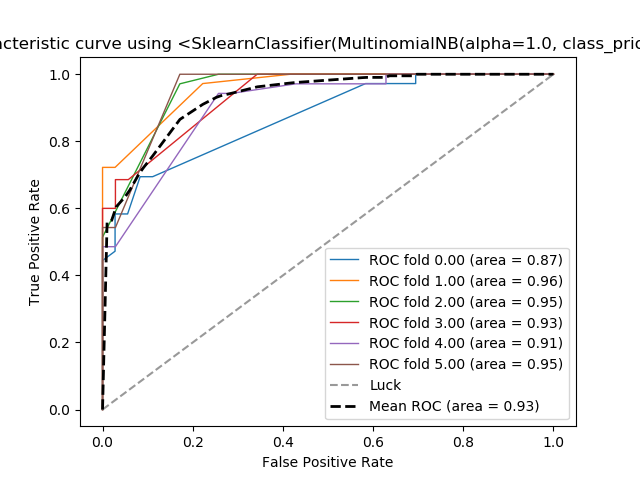 cteristic curve using <SklearnClassifier(MultinomialNB(alpha=1.0, class_prio
1.0
0.8
0.6
0.4
0.2
0.0
True Positive Rate
0.0 0.2 0.4 0.6 0.8 1.0
False Positive Rate
ROC fold 0.00 (area = 0.87)
ROC fold 1.00 (area = 0.96)
ROC fold 2.00 (area = 0.95)
ROC fold 3.00 (area = 0.93)
ROC fold 4.00 (area = 0.91)
ROC fold 5.00 (area = 0.95)
Luck
Mean ROC (area = 0.93)